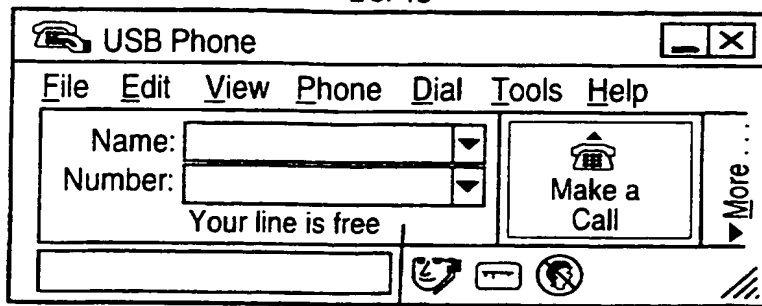 USB Phone
File Edit View Phone Dial Tools Help
Name:
Number:
Your line is free
Make a
Call
More...